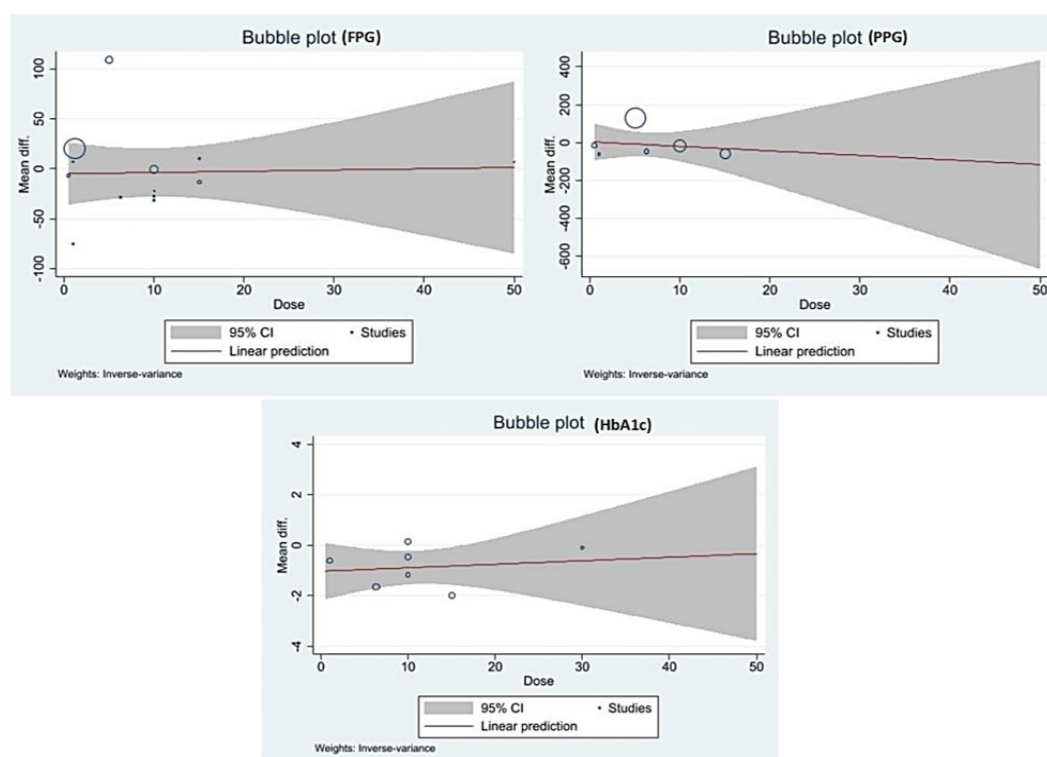 Bubble plot (FPG)
Mean diff.
100
50
0
-50
-100
0 10 20 30 40 50
Dose
95% CI • Studies
Linear prediction
Weights: Inverse-variance
Bubble plot (PPG)
Mean diff.
400
200
0
-200
-400
-600
0 10 20 30 40 50
Dose
95% CI • Studies
Linear prediction
Weights: Inverse-variance
Bubble plot (HbA1c)
Mean diff.
4
2
0
-2
-4
0 10 20 30 40 50
Dose
95% CI • Studies
Linear prediction
Weights: Inverse-variance